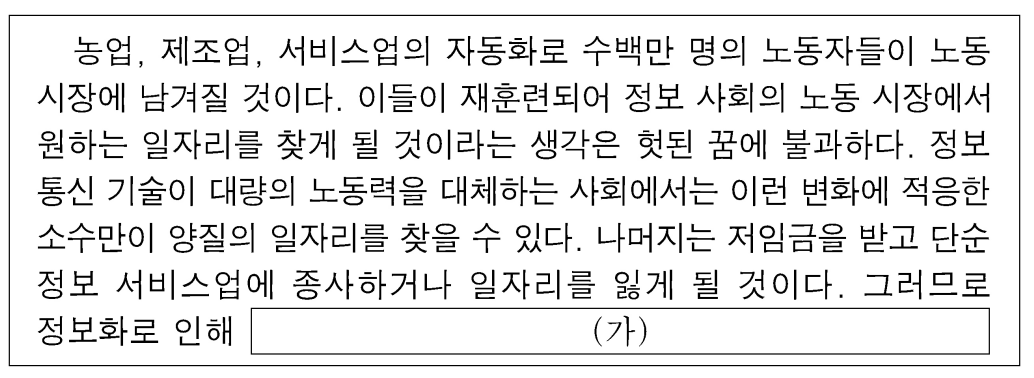 농업, 제조업, 서비스업의 자동화로 수백만 명의 노동자들이 노동
시장에 남겨질 것이다. 이들이 재훈련되어 정보 사회의 노동 시장에서
원하는 일자리를 찾게 될 것이라는 생각은 헛된 꿈에 불과하다. 정보
통신 기술이 대량의 노동력을 대체하는 사회에서는 이런 변화에 적응한
소수만이 양질의 일자리를 찾을 수 있다. 나머지는 저임금을 받고 단순
정보 서비스업에 종사하거나 일자리를 잃게 될 것이다. 그러므로
정보화로 인해 (가)